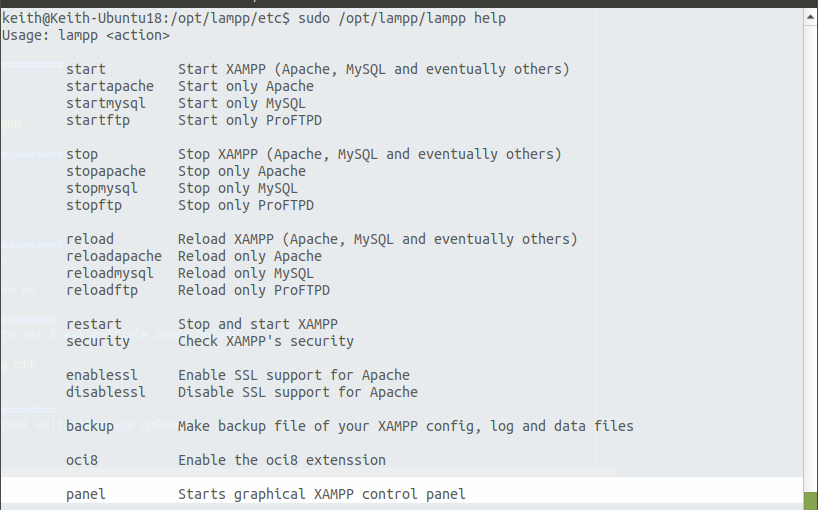 keith@Keith-Ubuntu18:/opt/lampp/etc$ sudo /opt/lampp/lampp help
Usage: lampp <action>
start Start XAMPP (Apache, MySQL and eventually others)
startapache Start only Apache
startmysql Start only MySQL
startftp Start only ProFTPD
stop Stop XAMPP (Apache, MySQL and eventually others)
stopapache Stop only Apache
stopmysql Stop only MySQL
stopftp Stop only ProFTPD
reload Reload XAMPP (Apache, MySQL and eventually others)
reloadapache Reload only Apache
reloadmysql Reload only MySQL
reloadftp Reload only ProFTPD
restart Stop and start XAMPP
security Check XAMPP's security
enablessl Enable SSL support for Apache
disablessl Disable SSL support for Apache
backup Make backup file of your XAMPP config, log and data files
oci8 Enable the oci8 extenssion
panel Starts graphical XAMPP control panel